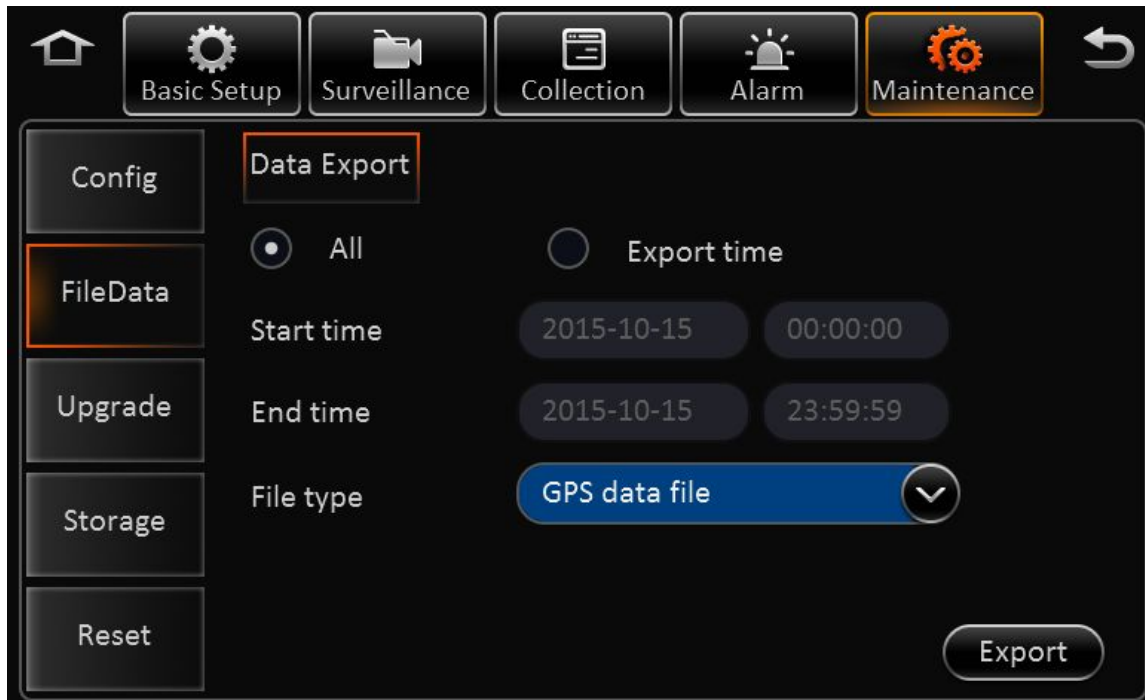 Basic Setup Surveillance Collection Alarm Maintenance
Config
FileData
Upgrade
Storage
Reset
Data Export
All Export time
Start time 2015-10-15 00:00:00
End time 2015-10-15 23:59:59
File type GPS data file
Export